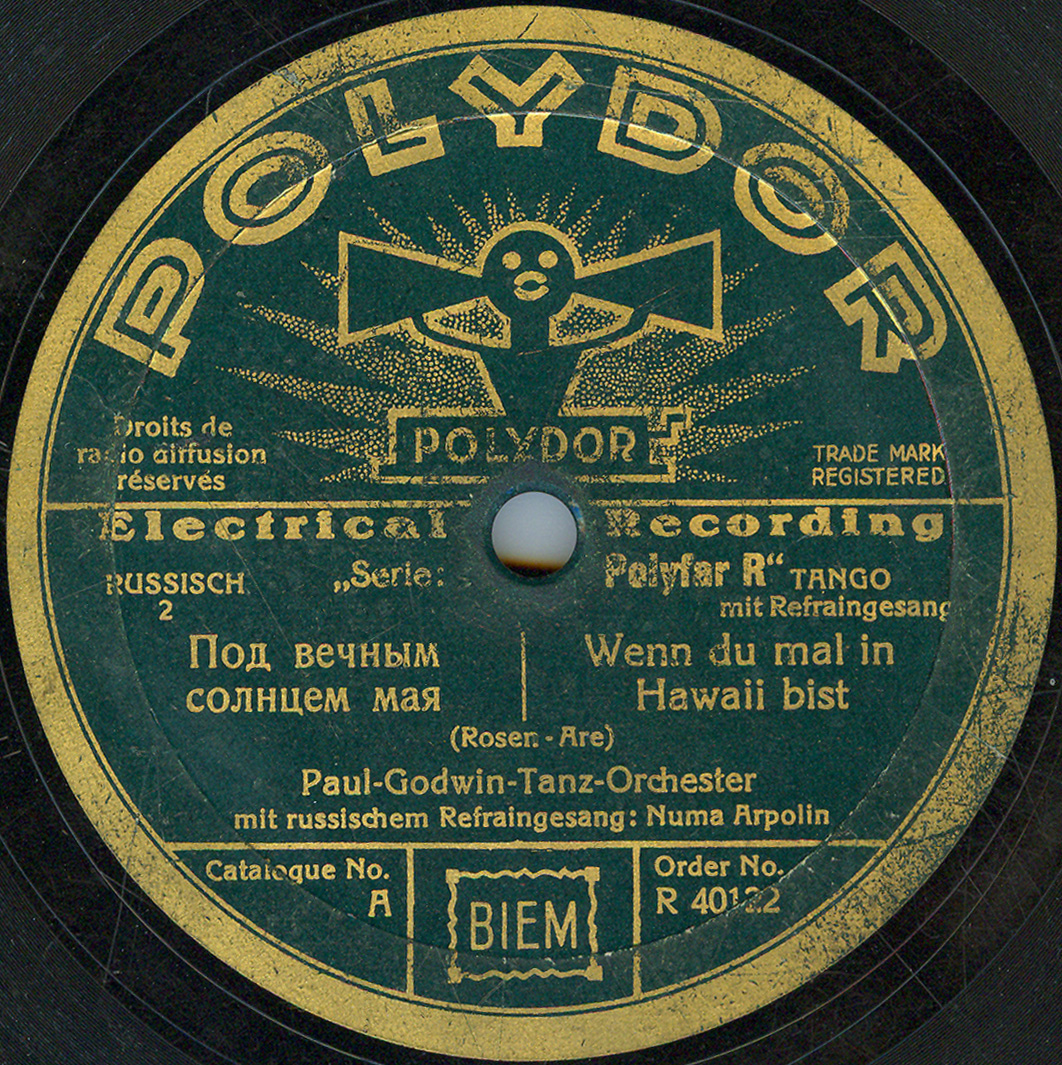 POLYDOR
POLYDOR
Droits de
radio diffusion
réservés
TRADE MARK
REGISTERED
Electrical Recording
RUSSISCH
2
„Serie: Polyfar R“ TANGO
mit Refraingesang
Под вечным
солнцем мая
Wenn du mal in
Hawaii bist
(Rosen - Are)
Paul-Godwin-Tanz-Orchester
mit russischem Refraingesang: Numa Arpolin
Catalogue No.
A
BIEM
Order No.
R 40122